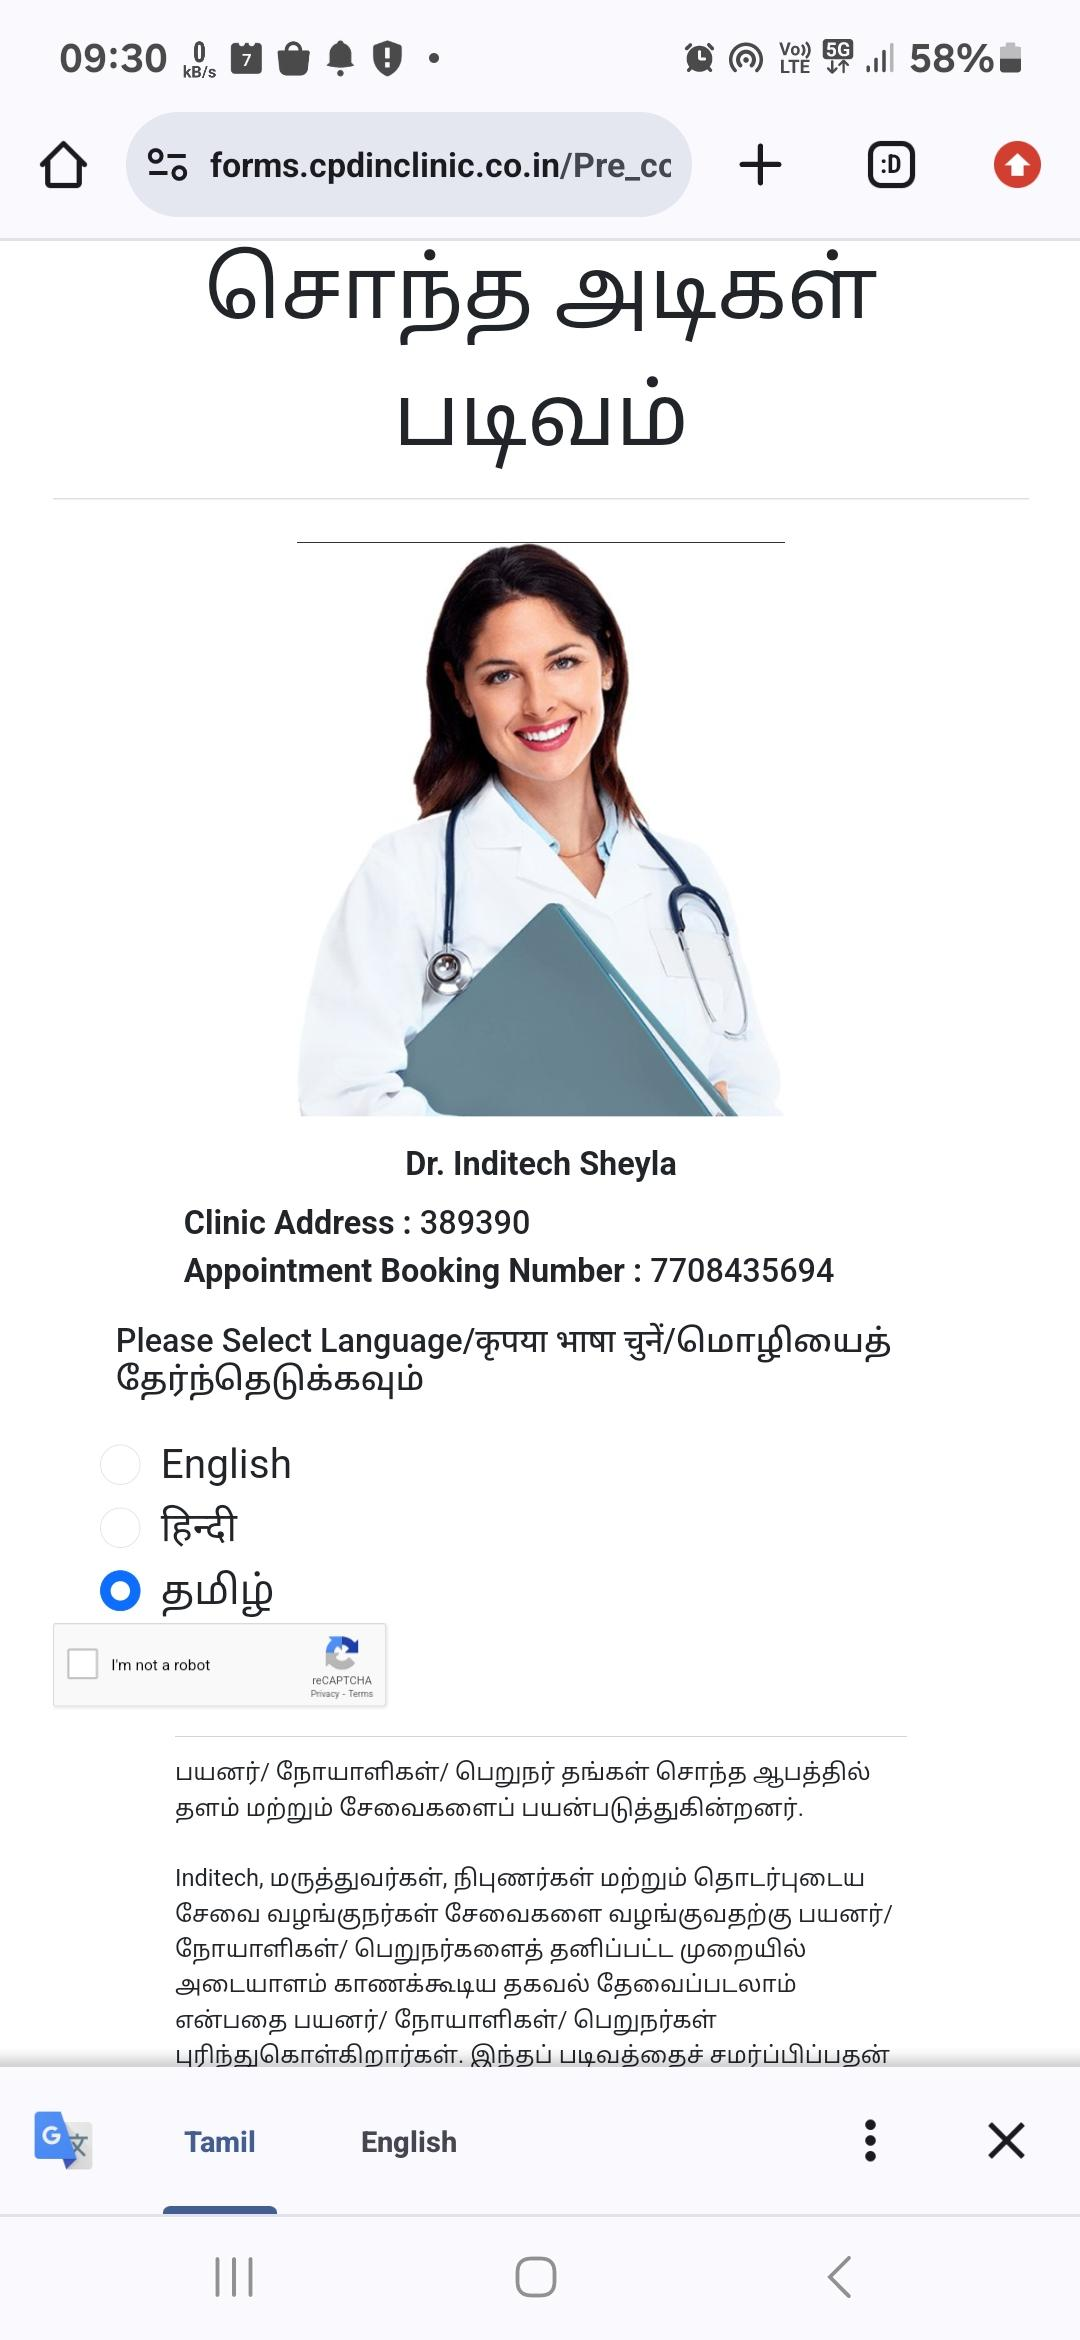 09:30
0
kB/s
7
Vo))
LTE
5G
58%
forms.cpdinclinic.co.in/Pre_cc
:D
சொந்த அடிகள்
படிவம்
Dr. Inditech Sheyla
Clinic Address : 389390
Appointment Booking Number : 7708435694
Please Select Language/कृपया भाषा चुनें/மொழியைத்
தேர்ந்தெடுக்கவும்
English
हिन्दी
தமிழ்
I'm not a robot
reCAPTCHA
Privacy - Terms
பயனர்/ நோயாளிகள்/ பெறுநர் தங்கள் சொந்த ஆபத்தில்
தளம் மற்றும் சேவைகளைப் பயன்படுத்துகின்றனர்.
Inditech, மருத்துவர்கள், நிபுணர்கள் மற்றும் தொடர்புடைய
சேவை வழங்குநர்கள் சேவைகளை வழங்குவதற்கு பயனர்/
நோயாளிகள்/ பெறுநர்களைத் தனிப்பட்ட முறையில்
அடையாளம் காணக்கூடிய தகவல் தேவைப்படலாம்
என்பதை பயனர்/ நோயாளிகள்/ பெறுநர்கள்
புரிந்துகொள்கிறார்கள். இந்தப் படிவத்தைச் சமர்ப்பிப்பதன்
G 文
Tamil
English